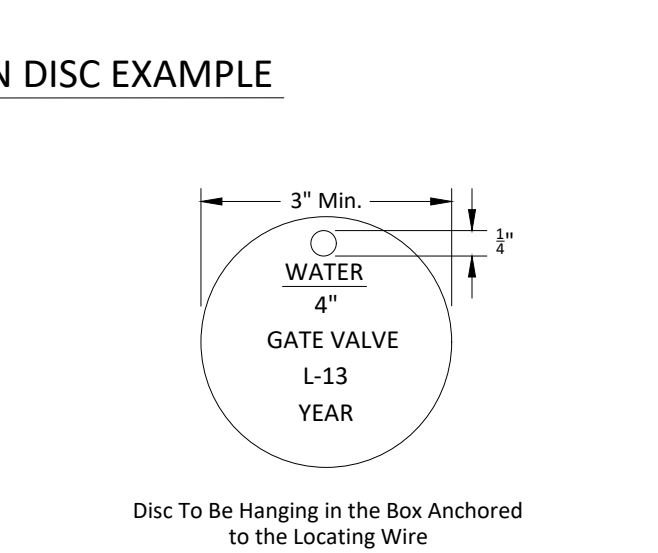 N DISC EXAMPLE
3" Min.
1/4"
WATER
4"
GATE VALVE
L-13
YEAR
Disc To Be Hanging in the Box Anchored
to the Locating Wire